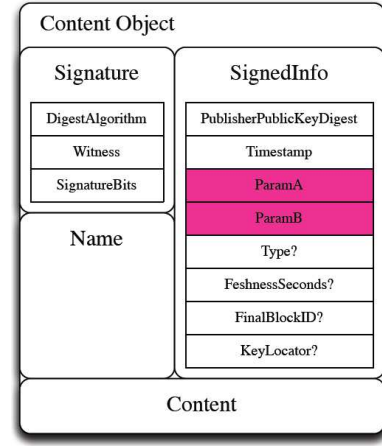 Content Object
Signature
DigestAlgorithm
Witness
SignatureBits
Name
SignedInfo
PublisherPublicKeyDigest
Timestamp
ParamA
ParamB
Type?
FeshnessSeconds?
FinalBlockID?
KeyLocator?
Content